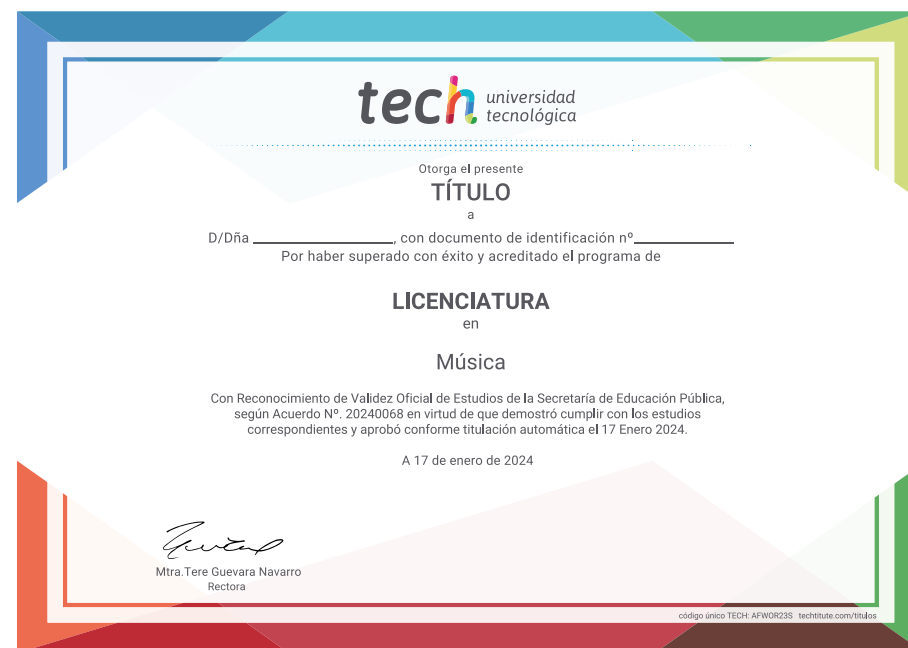 tech universidad
tecnológica
Otorga el presente
TÍTULO
a
D/Dña ____________, con documento de identificación nº____________
Por haber superado con éxito y acreditado el programa de
LICENCIATURA
en
Música
Con Reconocimiento de Validez Oficial de Estudios de la Secretaría de Educación Pública,
según Acuerdo Nº. 20240068 en virtud de que demostró cumplir con los estudios
correspondientes y aprobó conforme titulación automática el 17 Enero 2024.
A 17 de enero de 2024
Mtra.Tere Guevara Navarro
Rectora
código único TECH: AFWOR23S techtitute.com/titulos